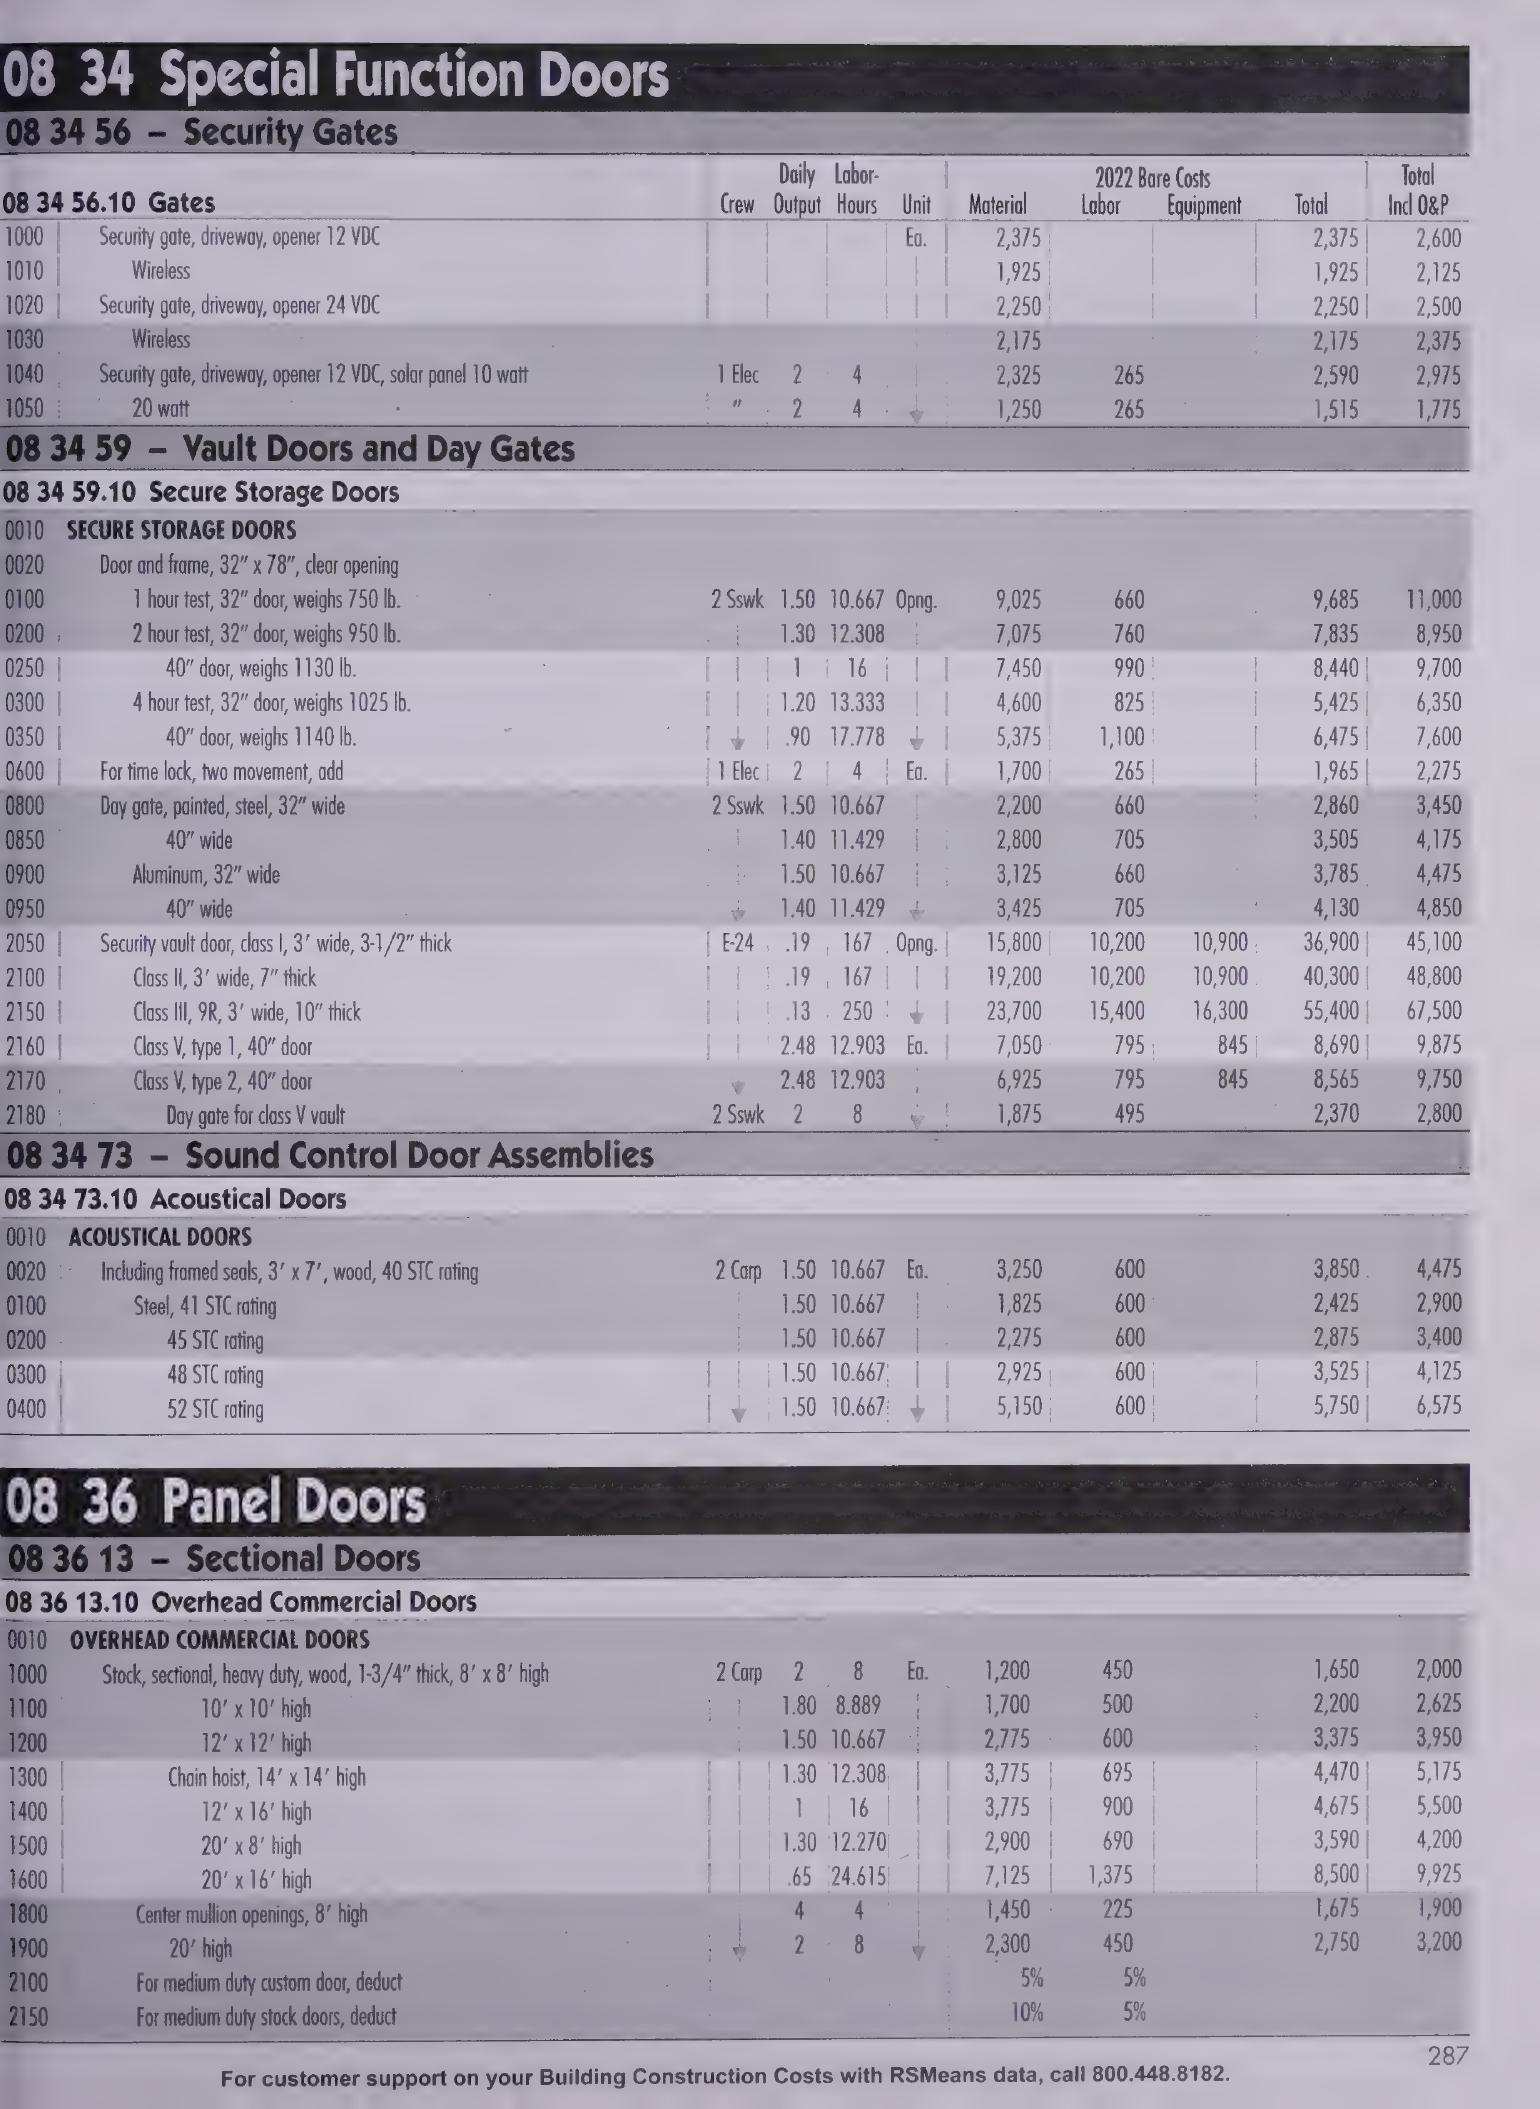 08 34 Special Function Doors
08 34 56 – Security Gates
Daily Labor- 2022 Bare Costs Total
08 34 56.10 Gates Crew Output Hours Unit Material Labor Equipment Total Incl O&P
1000 Security gate, driveway, opener 12 VDC Ea. 2,375 2,375 2,600
1010 Wireless 1,925 1,925 2,125
1020 Security gate, driveway, opener 24 VDC 2,250 2,250 2,500
1030 Wireless 2,175 2,175 2,375
1040 Security gate, driveway, opener 12 VDC, solar panel 10 watt 1 Elec 2 4 2,325 265 2,590 2,975
1050 20 watt " 2 4 1,250 265 1,515 1,775
08 34 59 – Vault Doors and Day Gates
08 34 59.10 Secure Storage Doors
0010 SECURE STORAGE DOORS
0020 Door and frame, 32" x 78", clear opening
0100 1 hour test, 32" door, weighs 750 lb. 2 Sswk 1.50 10.667 Opng. 9,025 660 9,685 11,000
0200 2 hour test, 32" door, weighs 950 lb. 1.30 12.308 7,075 760 7,835 8,950
0250 40" door, weighs 1130 lb. 1 16 7,450 990 8,440 9,700
0300 4 hour test, 32" door, weighs 1025 lb. 1.20 13.333 4,600 825 5,425 6,350
0350 40" door, weighs 1140 lb. .90 17.778 5,375 1,100 6,475 7,600
0600 For time lock, two movement, add 1 Elec 2 4 Ea. 1,700 265 1,965 2,275
0800 Day gate, painted, steel, 32" wide 2 Sswk 1.50 10.667 2,200 660 2,860 3,450
0850 40" wide 1.40 11.429 2,800 705 3,505 4,175
0900 Aluminum, 32" wide 1.50 10.667 3,125 660 3,785 4,475
0950 40" wide 1.40 11.429 3,425 705 4,130 4,850
2050 Security vault door, class I, 3' wide, 3-1/2" thick E-24 .19 167 Opng. 15,800 10,200 10,900 36,900 45,100
2100 Class II, 3' wide, 7" thick .19 167 19,200 10,200 10,900 40,300 48,800
2150 Class III, 9R, 3' wide, 10" thick .13 250 23,700 15,400 16,300 55,400 67,500
2160 Class V, type 1, 40" door 2.48 12.903 Ea. 7,050 795 845 8,690 9,875
2170 Class V, type 2, 40" door 2.48 12.903 6,925 795 845 8,565 9,750
2180 Day gate for class V vault 2 Sswk 2 8 1,875 495 2,370 2,800
08 34 73 – Sound Control Door Assemblies
08 34 73.10 Acoustical Doors
0010 ACOUSTICAL DOORS
0020 Including framed seals, 3' x 7', wood, 40 STC rating 2 Carp 1.50 10.667 Ea. 3,250 600 3,850 4,475
0100 Steel, 41 STC rating 1.50 10.667 1,825 600 2,425 2,900
0200 45 STC rating 1.50 10.667 2,275 600 2,875 3,400
0300 48 STC rating 1.50 10.667 2,925 600 3,525 4,125
0400 52 STC rating 1.50 10.667 5,150 600 5,750 6,575
08 36 Panel Doors
08 36 13 – Sectional Doors
08 36 13.10 Overhead Commercial Doors
0010 OVERHEAD COMMERCIAL DOORS
1000 Stock, sectional, heavy duty, wood, 1-3/4" thick, 8' x 8' high 2 Carp 2 8 Ea. 1,200 450 1,650 2,000
1100 10' x 10' high 1.80 8.889 1,700 500 2,200 2,625
1200 12' x 12' high 1.50 10.667 2,775 600 3,375 3,950
1300 Chain hoist, 14' x 14' high 1.30 12.308 3,775 695 4,470 5,175
1400 12' x 16' high 1 16 3,775 900 4,675 5,500
1500 20' x 8' high 1.30 12.270 2,900 690 3,590 4,200
1600 20' x 16' high .65 24.615 7,125 1,375 8,500 9,925
1800 Center mullion openings, 8' high 4 4 1,450 225 1,675 1,900
1900 20' high 2 8 2,300 450 2,750 3,200
2100 For medium duty custom door, deduct 5% 5%
2150 For medium duty stock doors, deduct 10% 5%
287
For customer support on your Building Construction Costs with RSMeans data, call 800.448.8182.